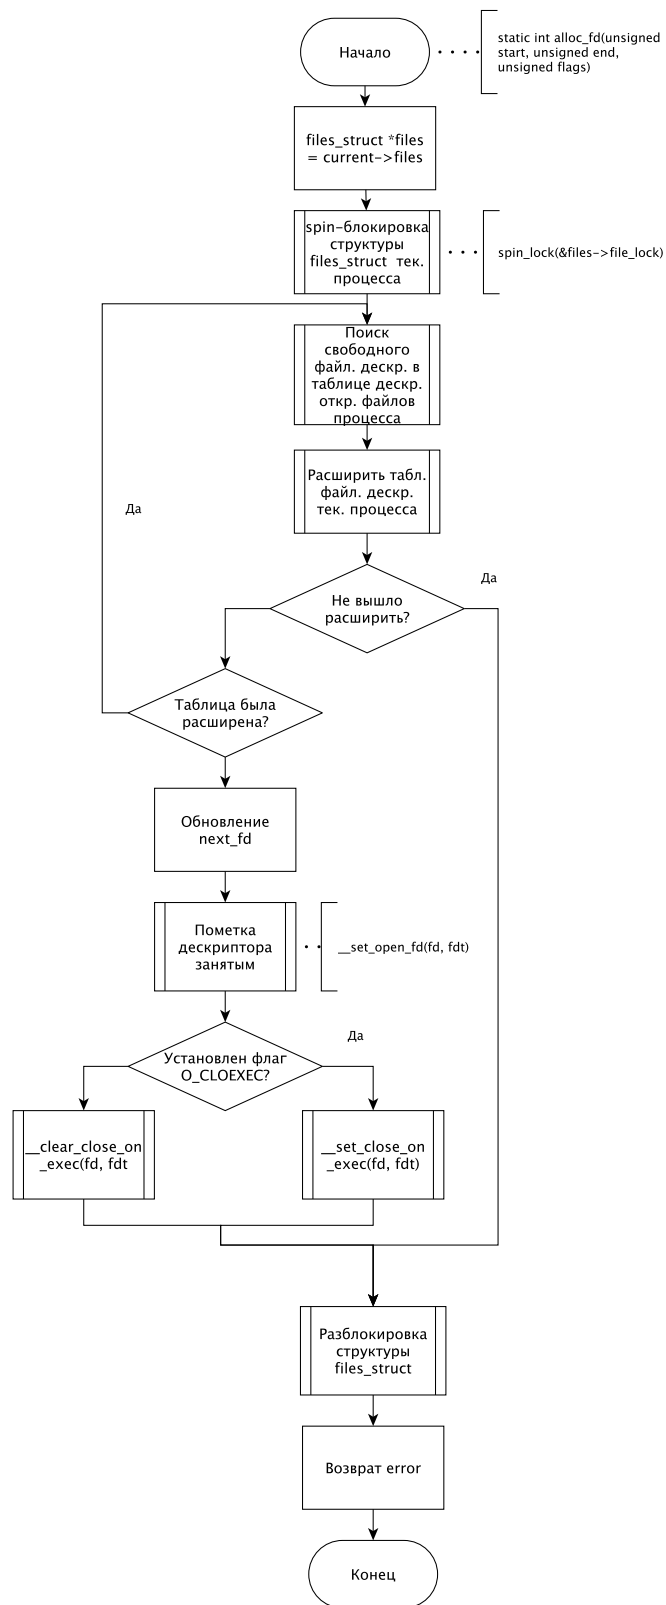 Начало
static int alloc_fd(unsigned
start, unsigned end,
unsigned flags)
files_struct *files
= current->files
spin-блокировка
структуры
files_struct тек.
процесса
spin_lock(&files->file_lock)
Поиск
свободного
файл. дескр. в
таблице дескр.
откр. файлов
процесса
Расширить табл.
файл. дескр.
тек. процесса
Да
Да
Не вышло
расширить?
Таблица была
расширена?
Обновление
next_fd
Пометка
дескриптора
занятым
__set_open_fd(fd, fdt)
Да
Установлен флаг
O_CLOEXEC?
__clear_close_on
_exec(fd, fdt
__set_close_on
_exec(fd, fdt)
Разблокировка
структуры
files_struct
Возврат error
Конец